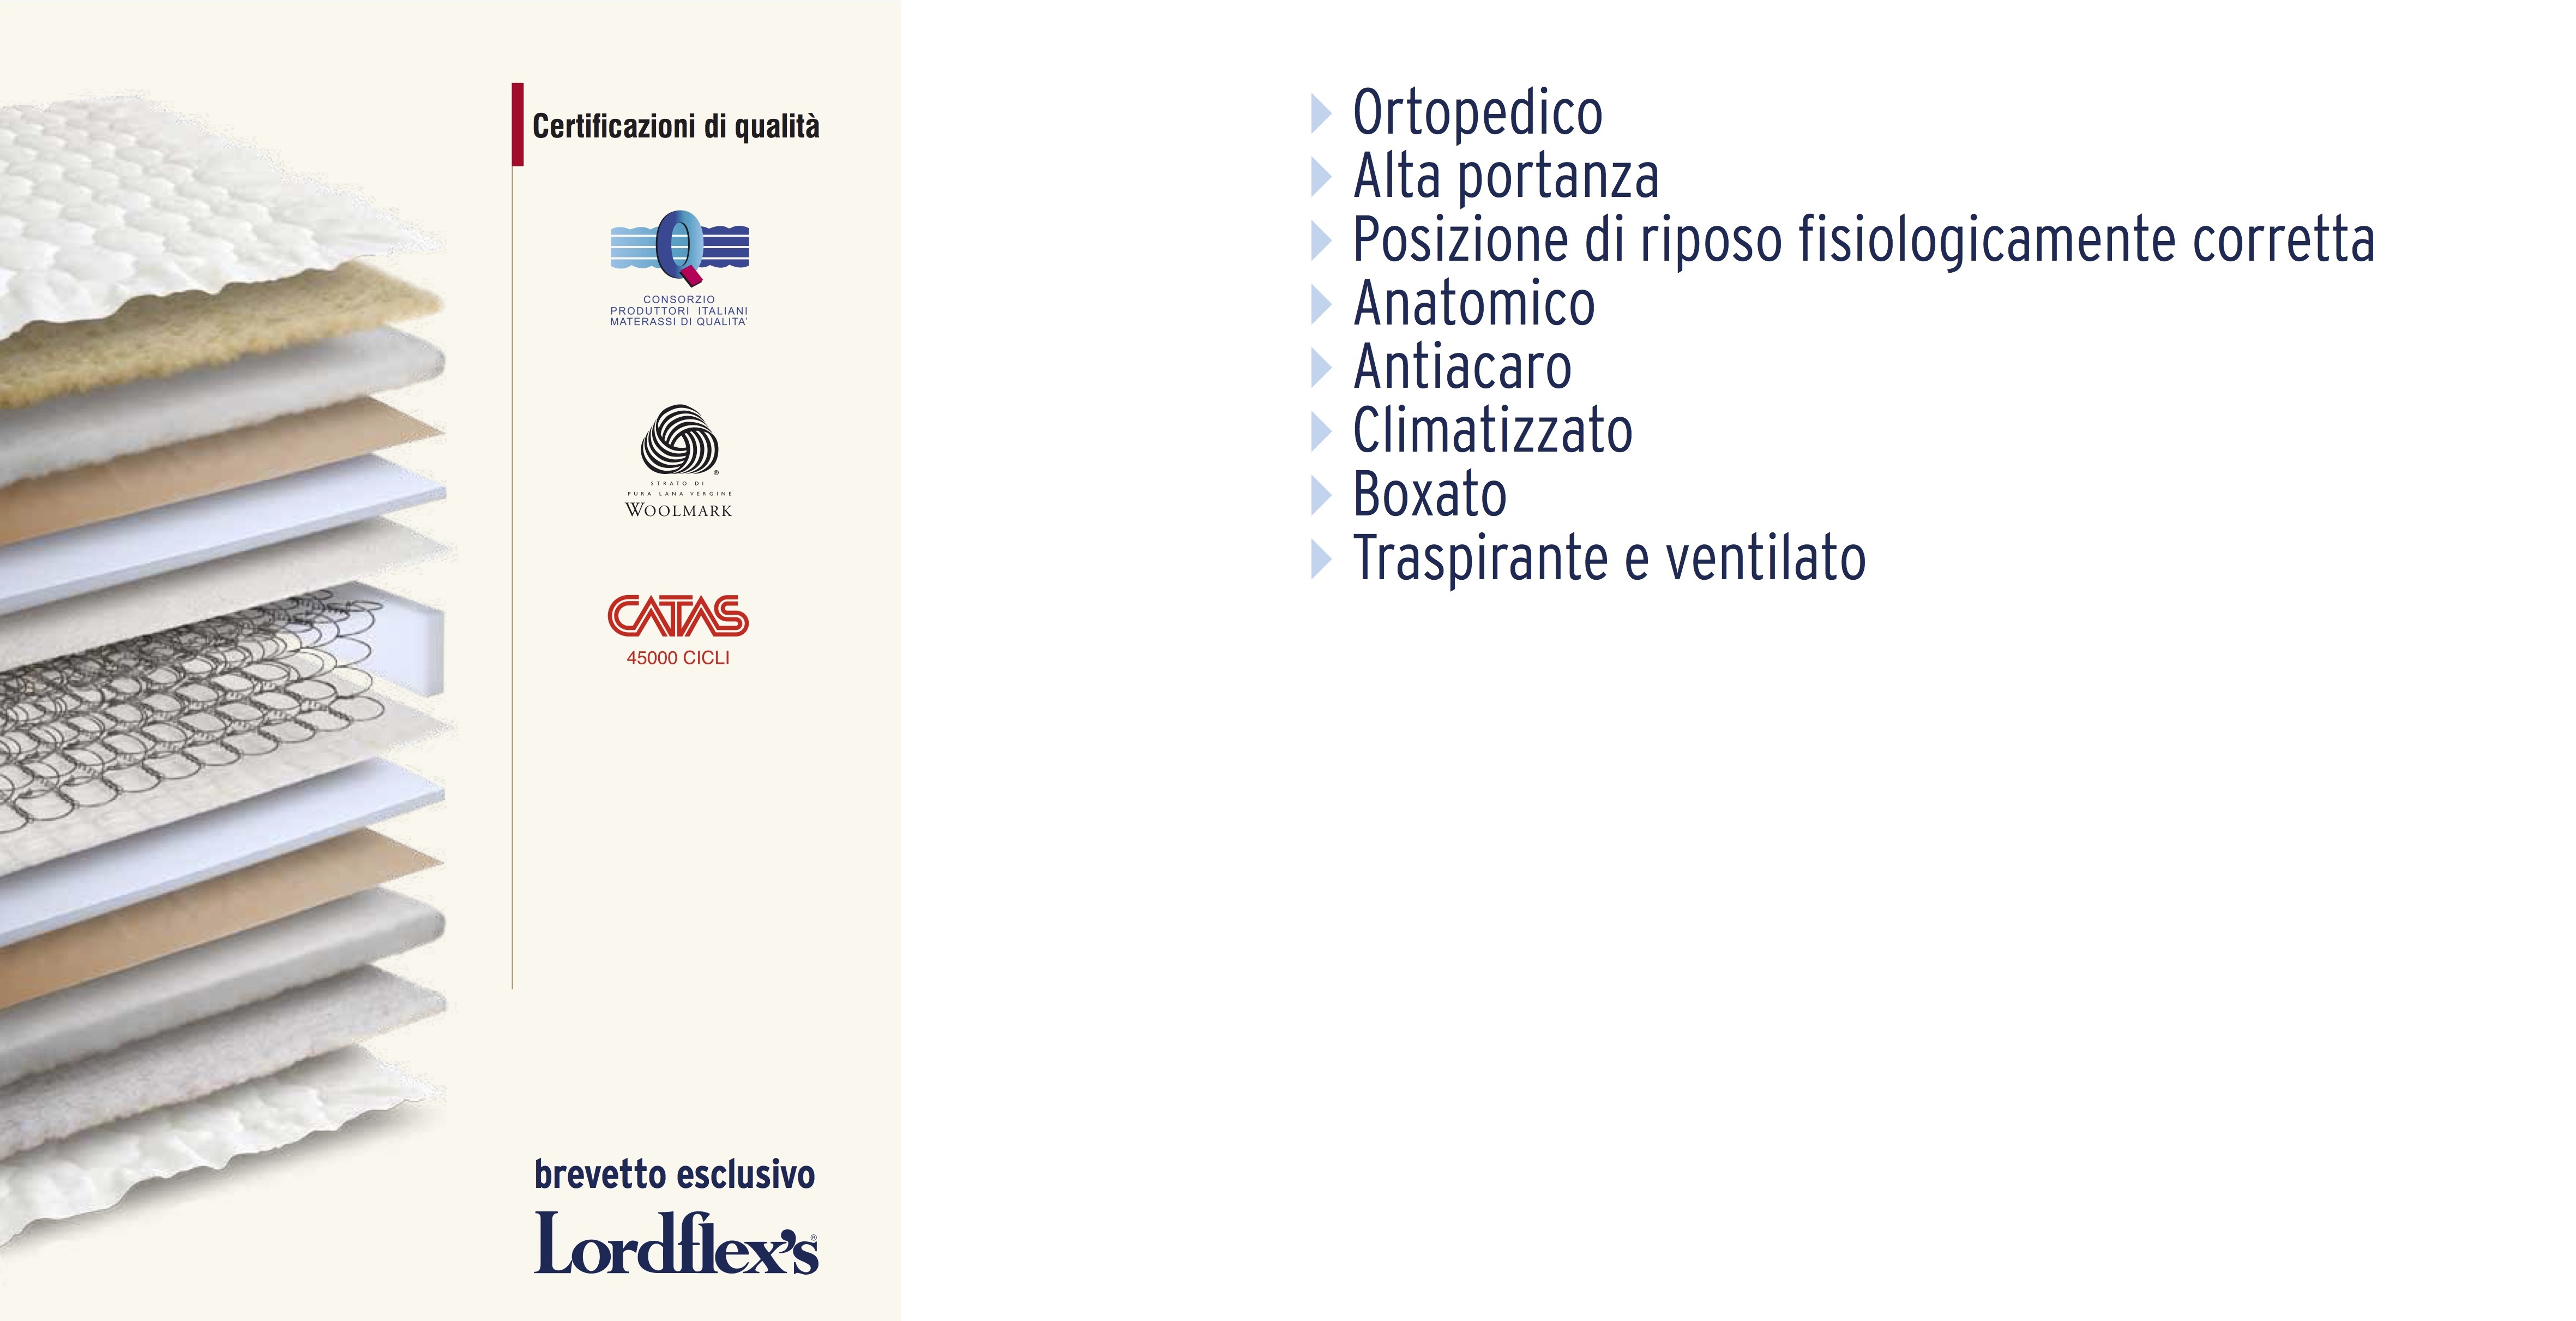 Certificazioni di qualità
Q
CONSORZIO
PRODUTTORI ITALIANI
MATERASSI DI QUALITA'
®
STRATO DI
PURA LANA VERGINE
WOOLMARK
CATAS
45000 CICLI
brevetto esclusivo
Lordflex's®
Ortopedico
Alta portanza
Posizione di riposo fisiologicamente corretta
Anatomico
Antiacaro
Climatizzato
Boxato
Traspirante e ventilato